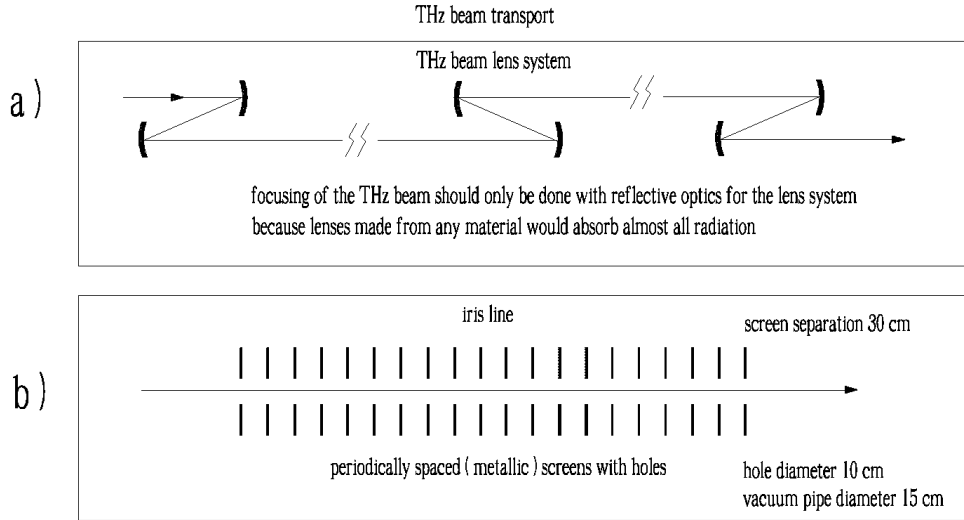 THz beam transport
a)
THz beam lens system
focusing of the THz beam should only be done with reflective optics for the lens system
because lenses made from any material would absorb almost all radiation
b)
iris line
screen separation 30 cm
periodically spaced ( metallic ) screens with holes
hole diameter 10 cm
vacuum pipe diameter 15 cm